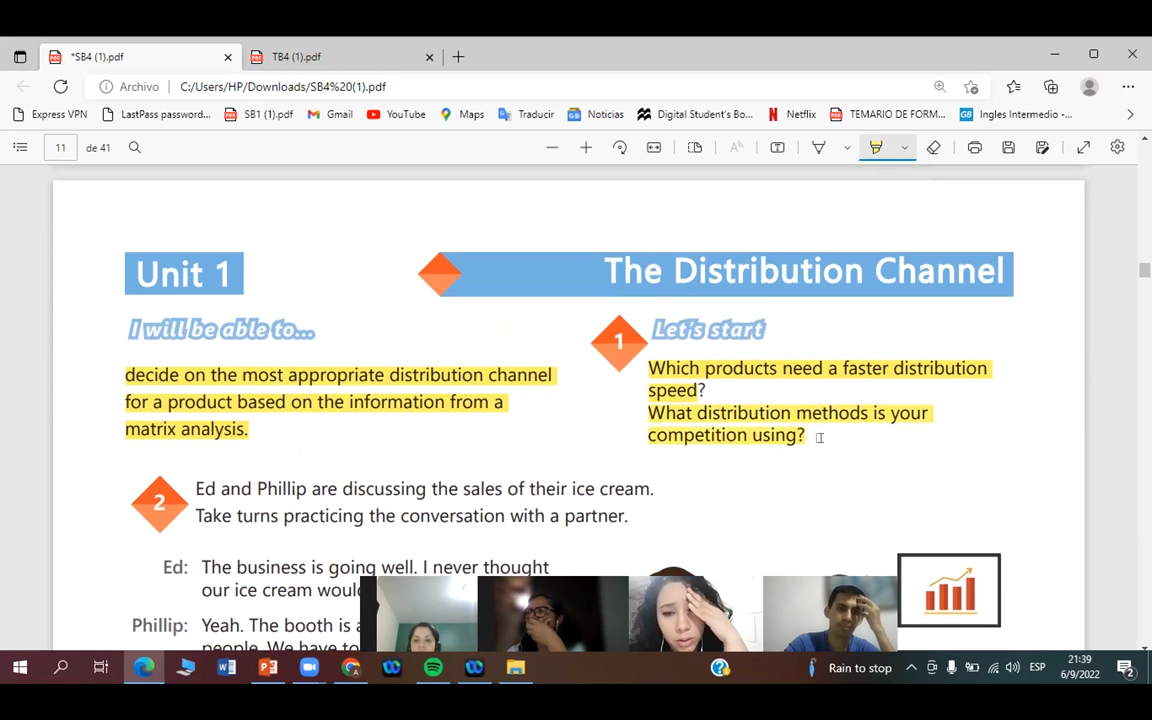 *SB4 (1).pdf
TB4 (1).pdf
Archivo
C:/Users/HP/Downloads/SB4%20(1).pdf
Express VPN
LastPass password...
SB1 (1).pdf
Gmail
YouTube
Maps
Traducir
Noticias
Digital Student's Bo...
Netflix
TEMARIO DE FORM...
Ingles Intermedio -...
11 de 41
Unit 1
The Distribution Channel
I will be able to...
decide on the most appropriate distribution channel
for a product based on the information from a
matrix analysis.
1
Let's start
Which products need a faster distribution
speed?
What distribution methods is your
competition using?
2
Ed and Phillip are discussing the sales of their ice cream.
Take turns practicing the conversation with a partner.
Ed: The business is going well. I never thought
our ice cream
Phillip: Yeah. The booth is
people. We have
Rain to stop
ESP
21:39
6/9/2022
2